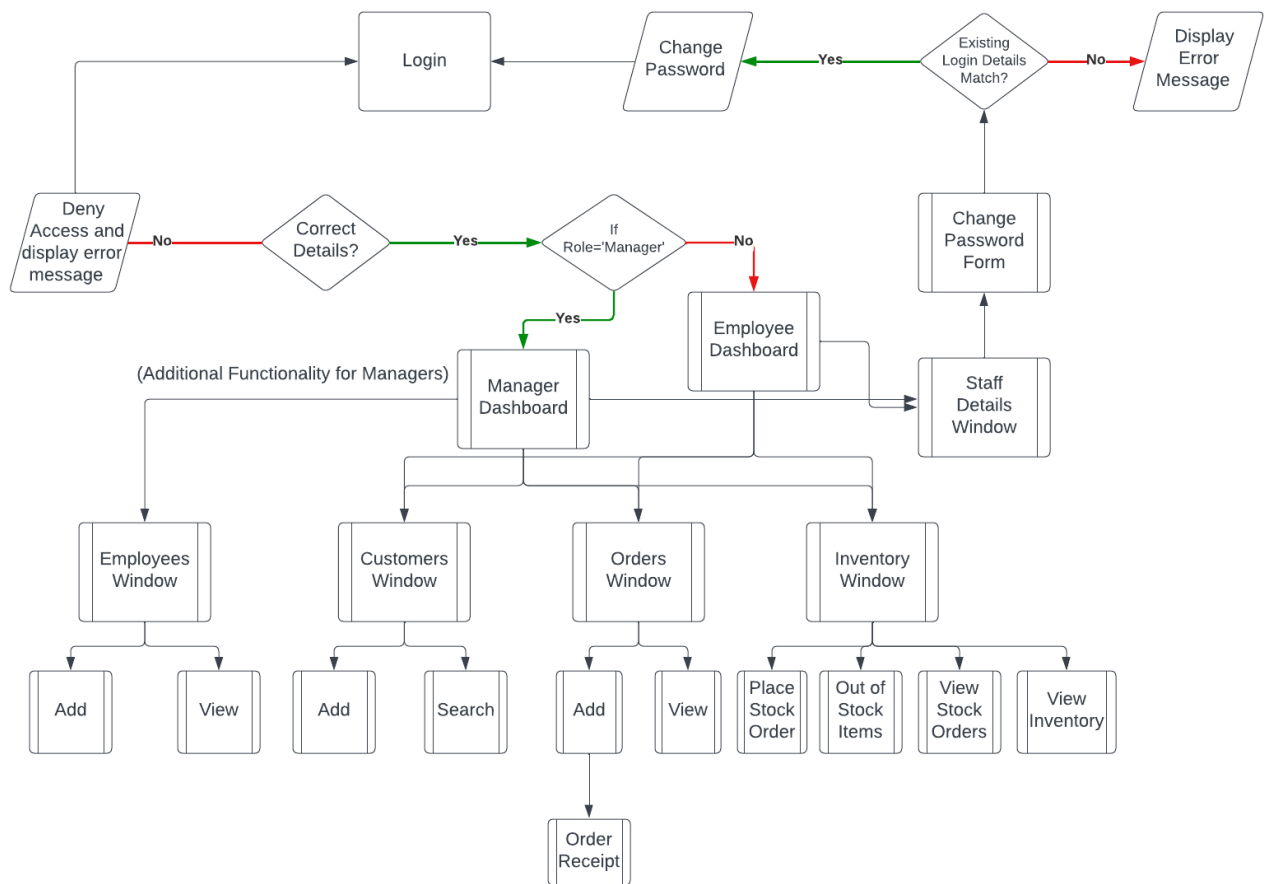 Login
Change
Password
Existing
Login Details
Match?
Display
Error
Message
Yes
No
Deny
Access and
display error
message
No
Correct
Details?
Yes
If
Role='Manager'
No
Change
Password
Form
Yes
Employee
Dashboard
(Additional Functionality for Managers)
Manager
Dashboard
Staff
Details
Window
Employees
Window
Customers
Window
Orders
Window
Inventory
Window
Add
View
Add
Search
Add
View
Place
Stock
Order
Out of
Stock
Items
View
Stock
Orders
View
Inventory
Order
Receipt